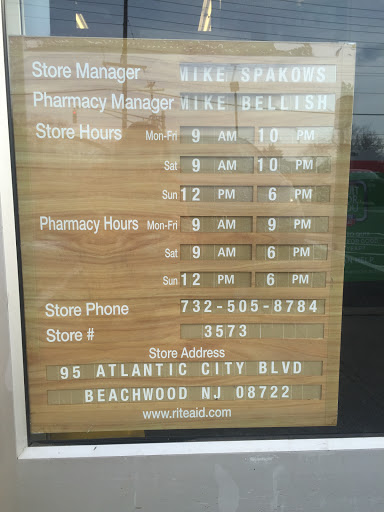 Store Manager MIKE SPAKOWS
Pharmacy Manager MIKE BELLISH
Store Hours Mon-Fri 9 AM 10 PM
Sat 9 AM 10 PM
Sun 12 PM 6 PM
Pharmacy Hours Mon-Fri 9 AM 9 PM
Sat 9 AM 6 PM
Sun 12 PM 6 PM
Store Phone 732-505-8784
Store # 3573
Store Address
95 ATLANTIC CITY BLVD
BEACHWOOD NJ 08722
www.riteaid.com